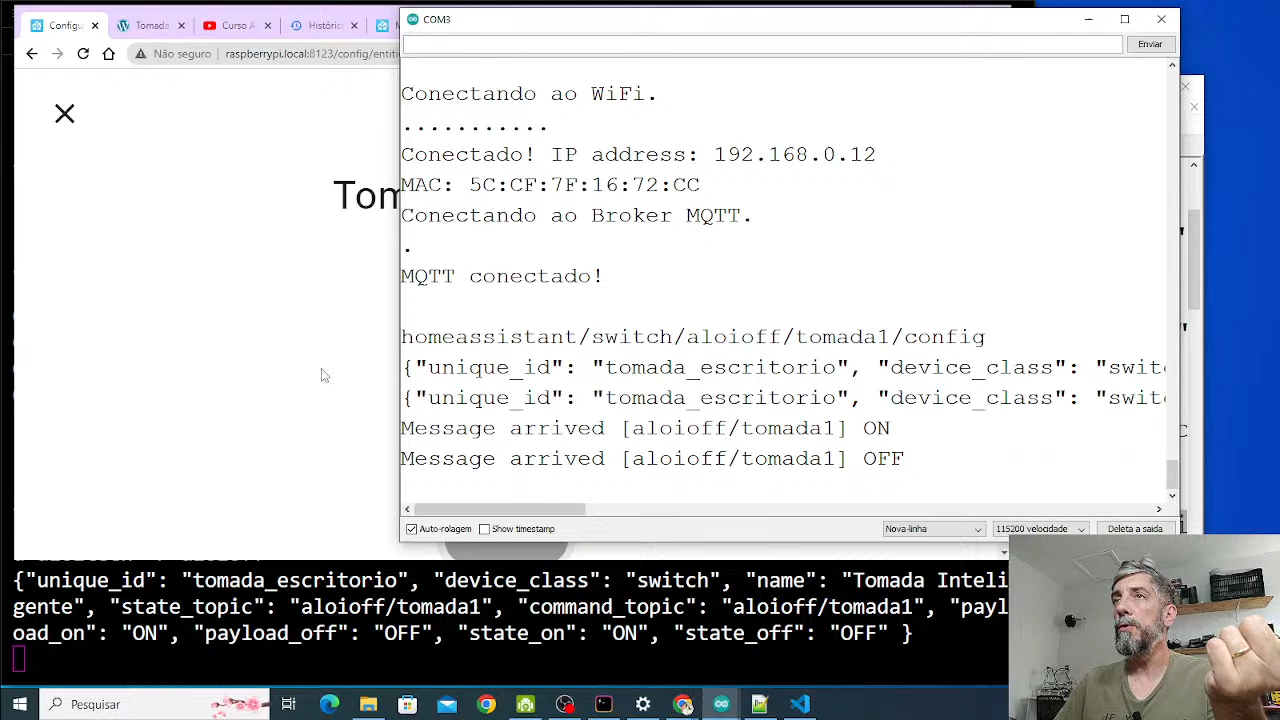 Configu
Tomada
Curso A
Histórico
COM3
Não seguro
raspberrypi.local:8123/config/entiti
Enviar
Conectando ao WiFi.
...........
Conectado! IP address: 192.168.0.12
MAC: 5C:CF:7F:16:72:CC
Conectando ao Broker MQTT.
.
MQTT conectado!
Tom
homeassistant/switch/aloioff/tomada1/config
{"unique_id": "tomada_escritorio", "device_class": "switc
{"unique_id": "tomada_escritorio", "device_class": "switc
Message arrived [aloioff/tomada1] ON
Message arrived [aloioff/tomada1] OFF
Auto-rolagem
Show timestamp
Nova-linha
115200 velocidade
Deleta a saida
{"unique_id": "tomada_escritorio", "device_class": "switch", "name": "Tomada Inteli
gente", "state_topic": "aloioff/tomada1", "command_topic": "aloioff/tomada1", "payl
oad_on": "ON", "payload_off": "OFF", "state_on": "ON", "state_off": "OFF" }
Pesquisar